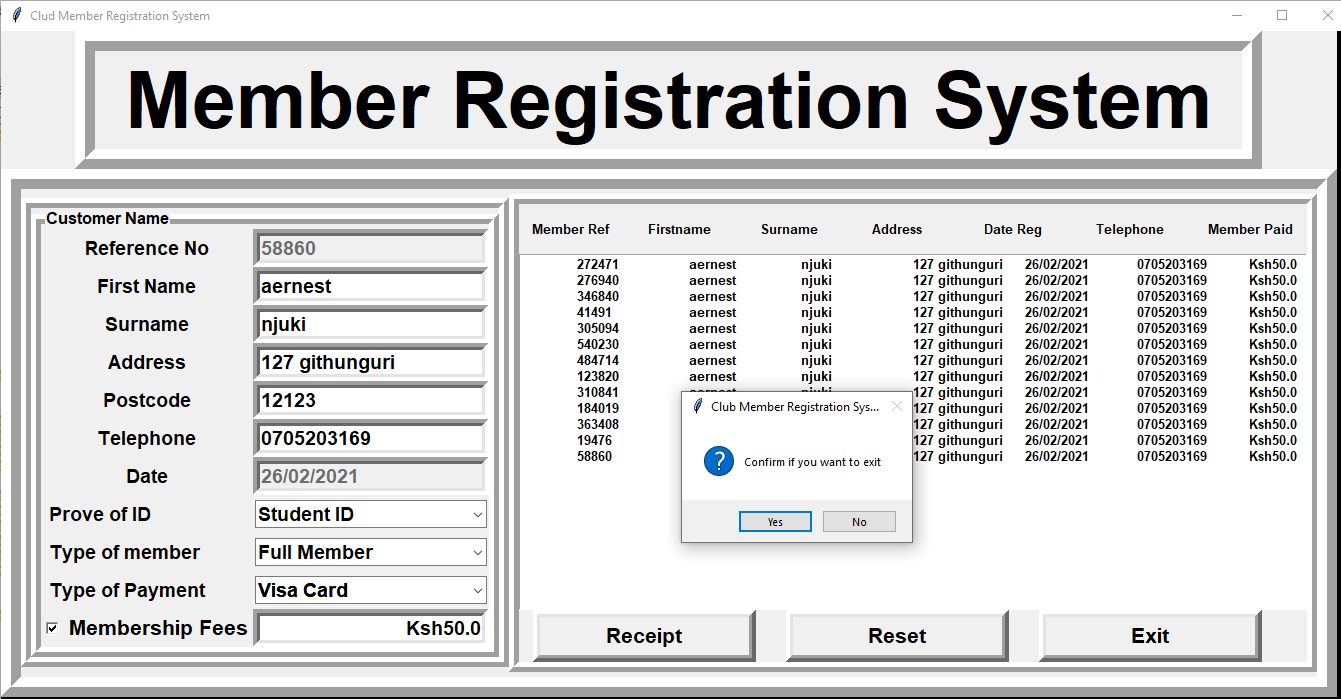 Clud Member Registration System
Member Registration System
Customer Name
Reference No 58860
First Name aernest
Surname njuki
Address 127 githunguri
Postcode 12123
Telephone 0705203169
Date 26/02/2021
Prove of ID Student ID
Type of member Full Member
Type of Payment Visa Card
Membership Fees Ksh50.0
Member Ref Firstname Surname Address Date Reg Telephone Member Paid
272471 aernest njuki 127 githunguri 26/02/2021 0705203169 Ksh50.0
276940 aernest njuki 127 githunguri 26/02/2021 0705203169 Ksh50.0
346840 aernest njuki 127 githunguri 26/02/2021 0705203169 Ksh50.0
41491 aernest njuki 127 githunguri 26/02/2021 0705203169 Ksh50.0
305094 aernest njuki 127 githunguri 26/02/2021 0705203169 Ksh50.0
540230 aernest njuki 127 githunguri 26/02/2021 0705203169 Ksh50.0
484714 aernest njuki 127 githunguri 26/02/2021 0705203169 Ksh50.0
123820 aernest njuki 127 githunguri 26/02/2021 0705203169 Ksh50.0
310841 127 githunguri 26/02/2021 0705203169 Ksh50.0
184019 127 githunguri 26/02/2021 0705203169 Ksh50.0
363408 127 githunguri 26/02/2021 0705203169 Ksh50.0
19476 127 githunguri 26/02/2021 0705203169 Ksh50.0
58860 127 githunguri 26/02/2021 0705203169 Ksh50.0
Club Member Registration Sys...
Confirm if you want to exit
Yes No
Receipt Reset Exit